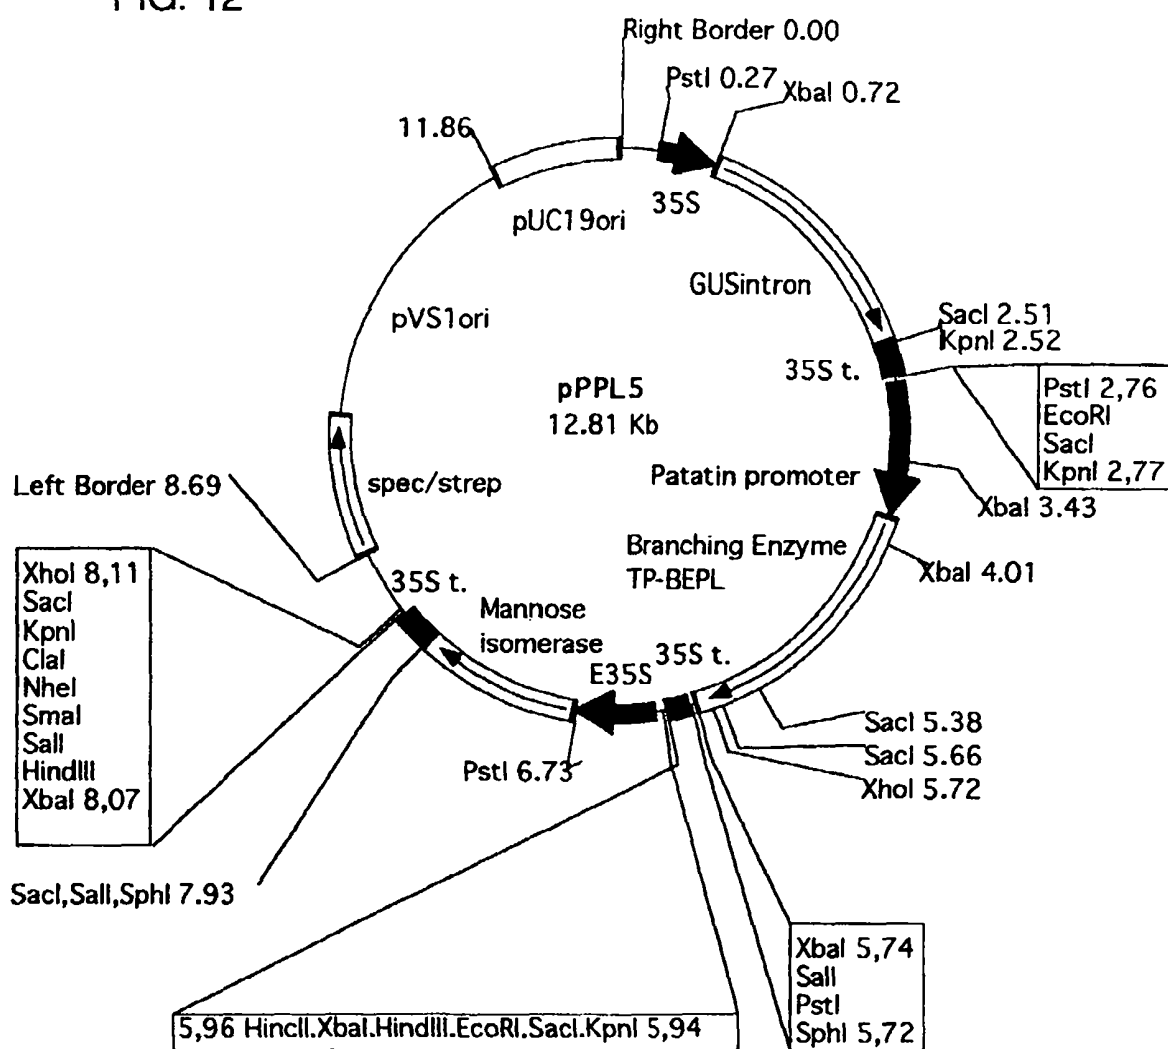 FIG. 12
Right Border 0.00
PstI 0.27
XbaI 0.72
11.86
35S
pUC19ori
GUSintron
pVS1ori
SacI 2.51
KpnI 2.52
35S t.
pPPL5
12.81 Kb
PstI 2,76
EcoRI
SacI
KpnI 2,77
Patatin promoter
XbaI 3.43
Left Border 8.69
spec/strep
Branching Enzyme
TP-BEPL
XbaI 4.01
XhoI 8,11
SacI
KpnI
ClaI
NheI
SmaI
SalI
HindIII
XbaI 8,07
35S t.
Mannose
isomerase
E35S
35S t.
SacI 5.38
SacI 5.66
XhoI 5.72
PstI 6.73
SacI,SalI,SphI 7.93
XbaI 5,74
SalI
PstI
SphI 5,72
5,96 HincII.XbaI.HindIII.EcoRI.SacI.KpnI 5,94